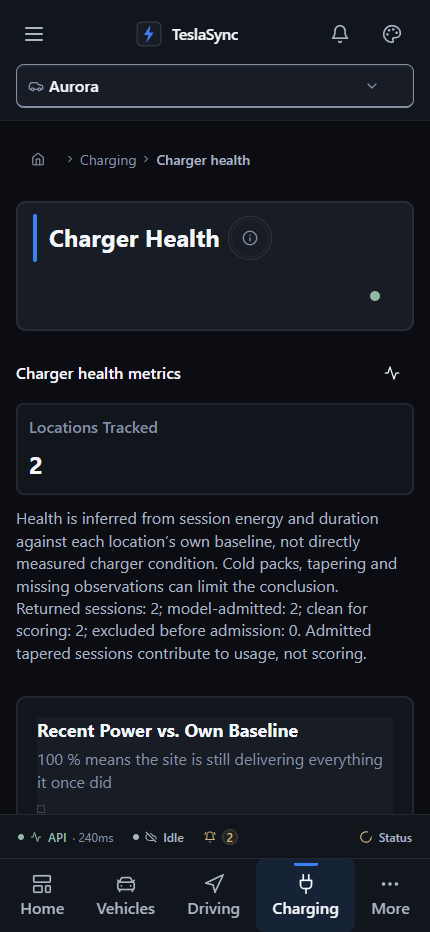 TeslaSync
Aurora
Charging
Charger health
Charger Health
Charger health metrics
Locations Tracked
2
Health is inferred from session energy and duration
against each location's own baseline, not directly
measured charger condition. Cold packs, tapering and
missing observations can limit the conclusion.
Returned sessions: 2; model-admitted: 2; clean for
scoring: 2; excluded before admission: 0. Admitted
tapered sessions contribute to usage, not scoring.
Recent Power vs. Own Baseline
100 % means the site is still delivering everything
it once did
API · 240ms
Idle
2
Status
Home
Vehicles
Driving
Charging
More